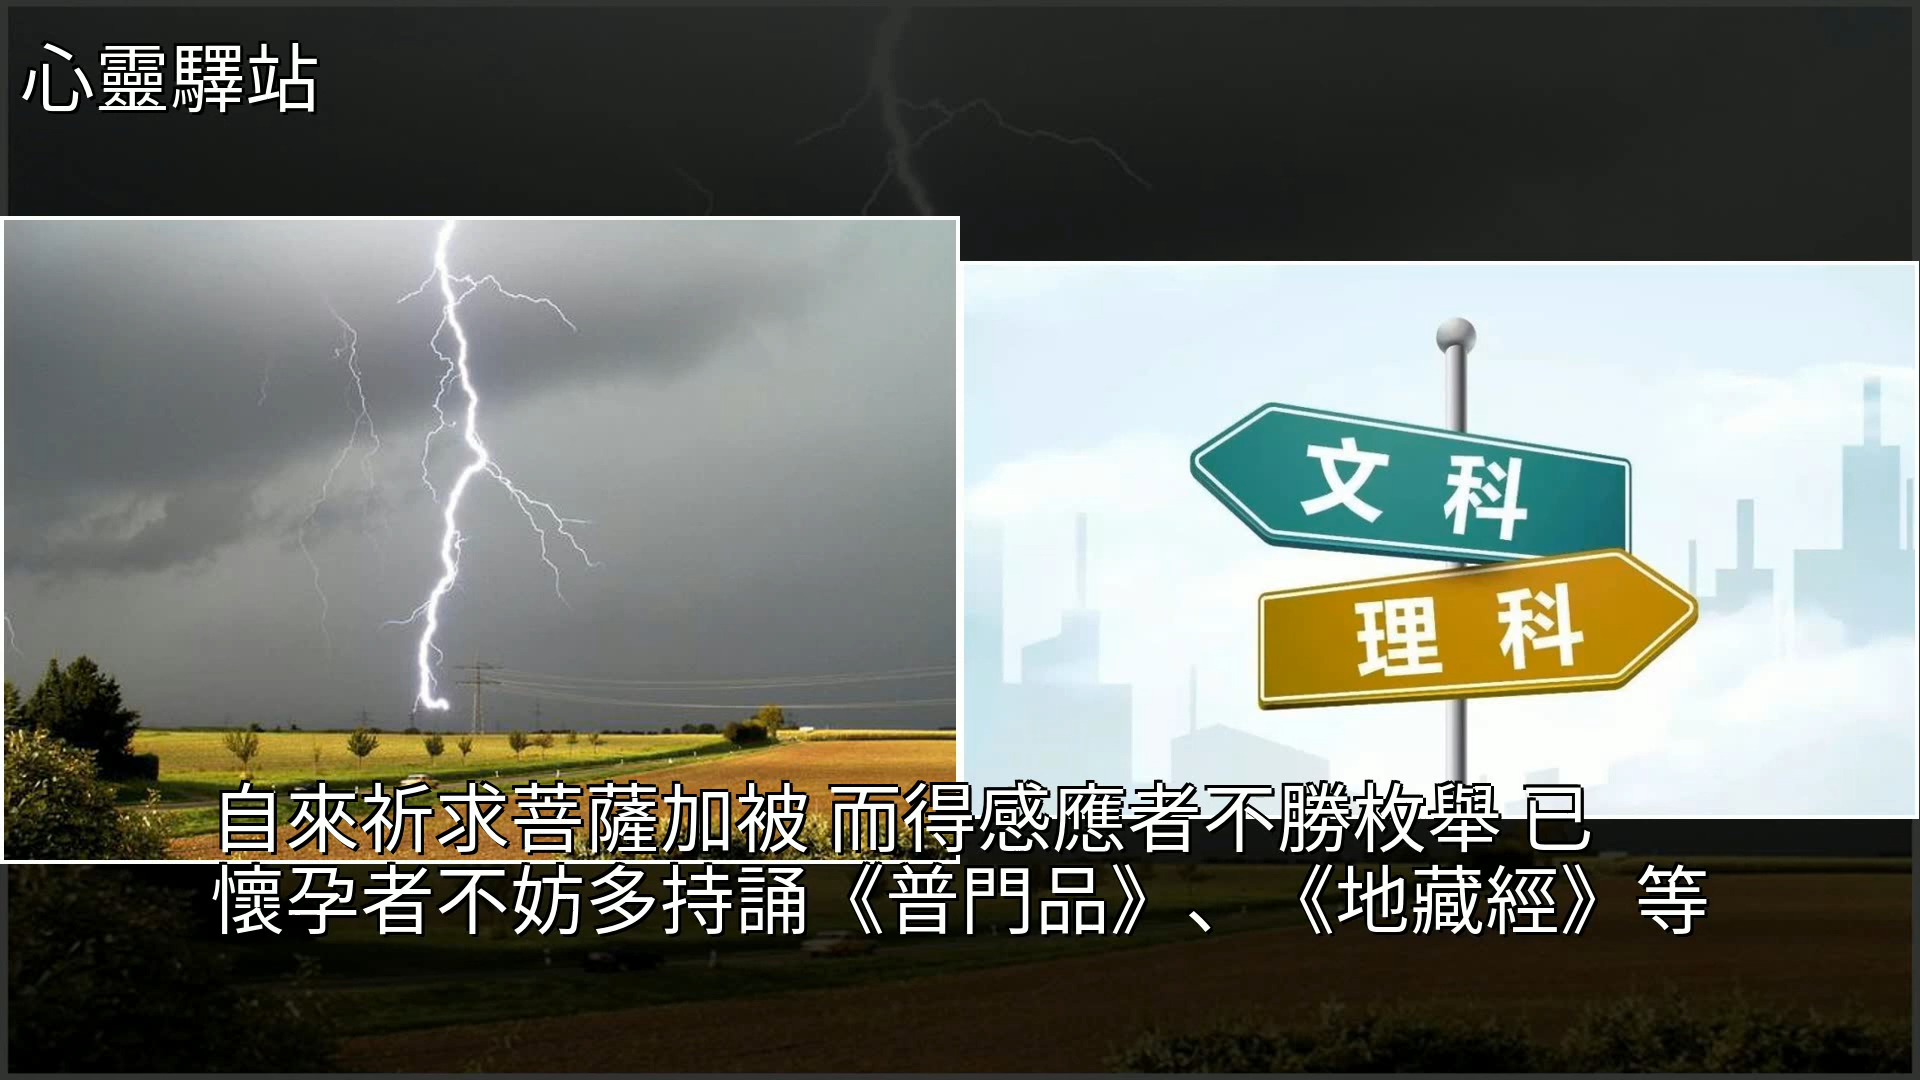 心靈驛站
文科
理科
自來祈求菩薩加被 而得感應者不勝枚舉 已
懷孕者不妨多持誦《普門品》、《地藏經》等